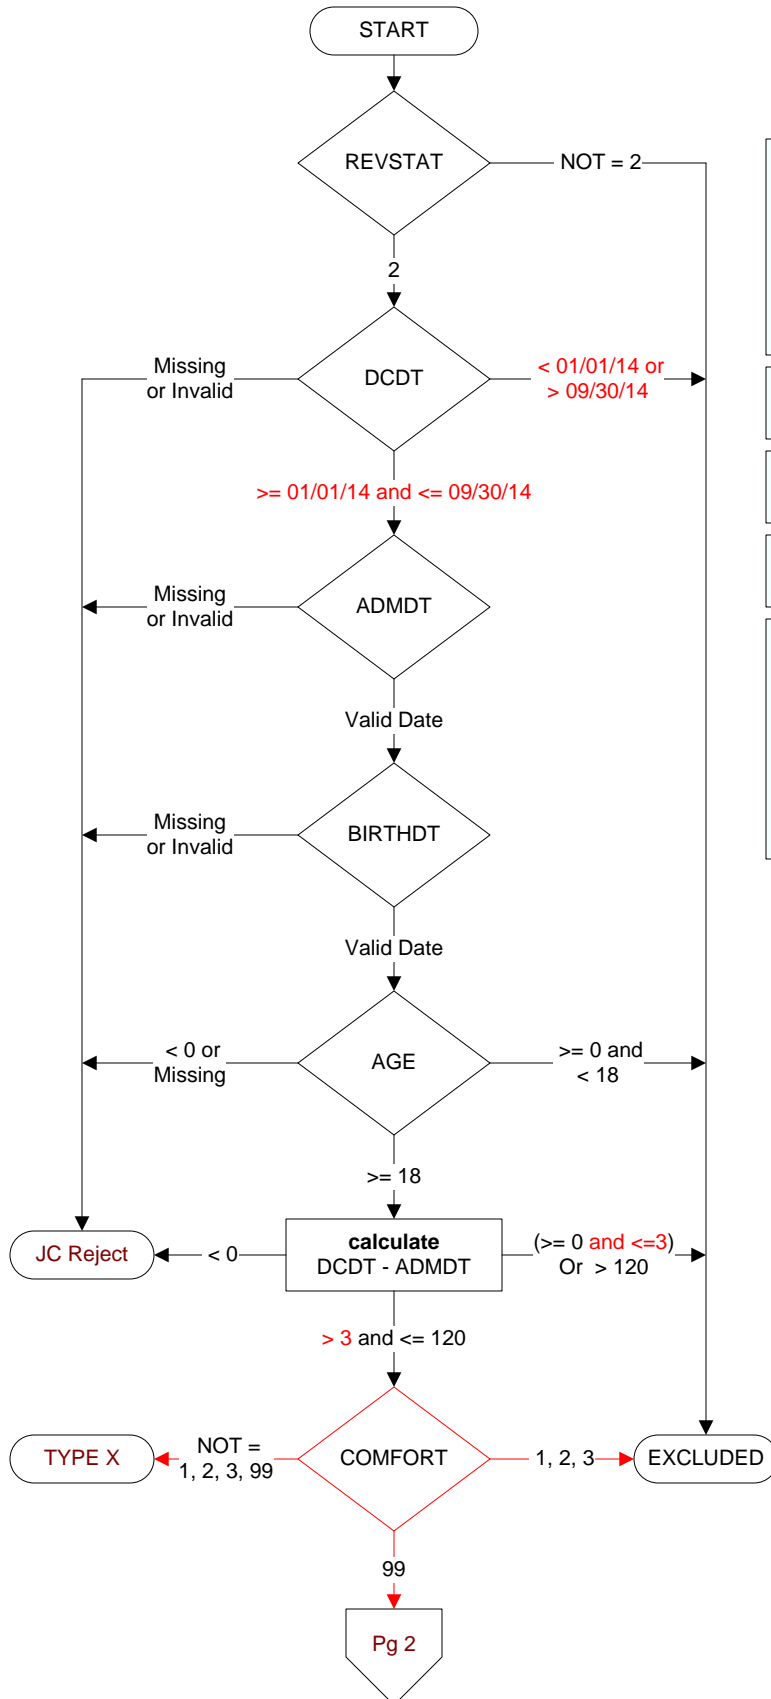 START
REVSTAT
NOT = 2
2
Missing
or Invalid
DCDT
< 01/01/14 or
> 09/30/14
>= 01/01/14 and <= 09/30/14
Missing
or Invalid
ADMDT
Valid Date
Missing
or Invalid
BIRTHDT
Valid Date
< 0 or
Missing
AGE
>= 0 and
< 18
>= 18
JC Reject
< 0
calculate
DCDT - ADMDT
(>= 0 and <=3)
Or > 120
> 3 and <= 120
TYPE X
NOT =
1, 2, 3, 99
COMFORT
1, 2, 3
EXCLUDED
99
Pg 2